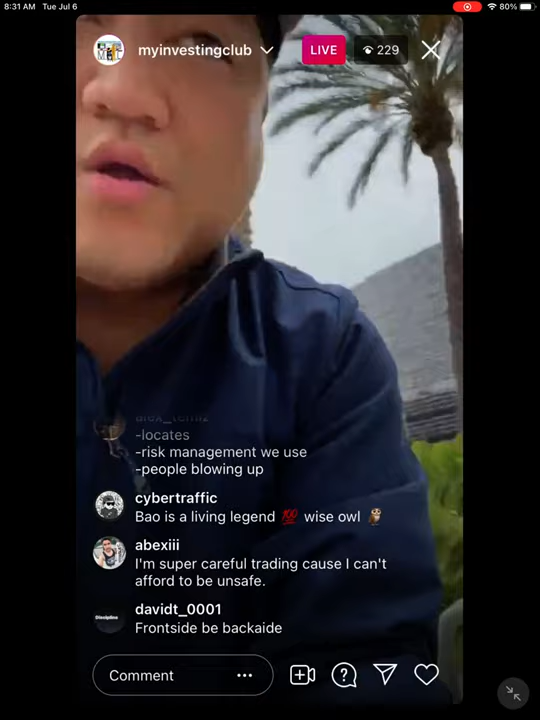 8:31 AM Tue Jul 6
80%
myinvestingclub
LIVE
229
alex_temiz
-locates
-risk management we use
-people blowing up
cybertraffic
Bao is a living legend 💯 wise owl 🦉
abexiii
I'm super careful trading cause I can't
afford to be unsafe.
Discipline
davidt_0001
Frontside be backaide
Comment